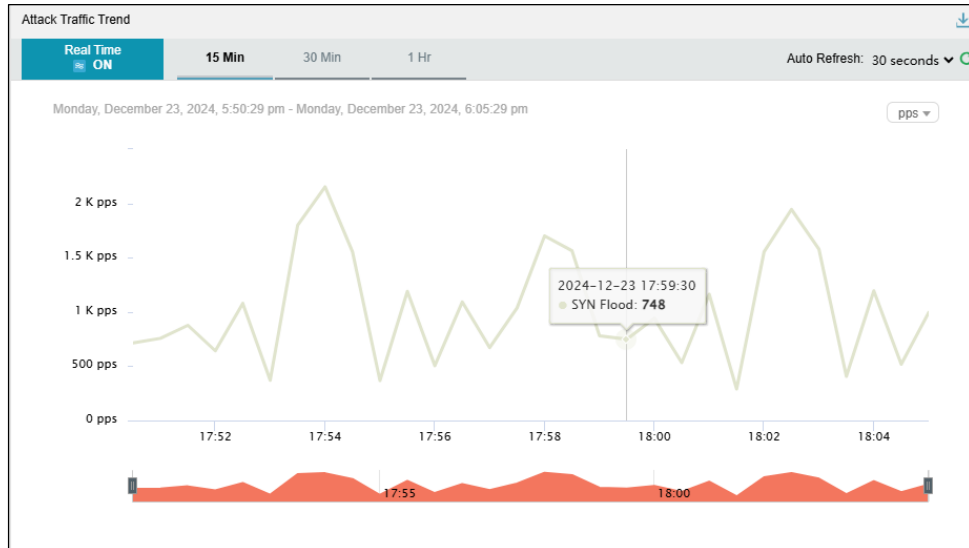 Attack Traffic Trend
Real Time
ON
15 Min
30 Min
1 Hr
Auto Refresh: 30 seconds
Monday, December 23, 2024, 5:50:29 pm - Monday, December 23, 2024, 6:05:29 pm
pps
2 K pps
1.5 K pps
1 K pps
500 pps
0 pps
2024-12-23 17:59:30
SYN Flood: 748
17:52
17:54
17:56
17:58
18:00
18:02
18:04
17:55
18:00